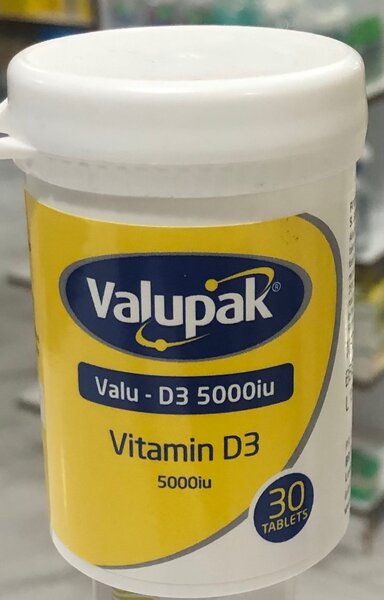 Valupak®
Valu - D3 5000iu
Vitamin D3
5000iu
30
TABLETS